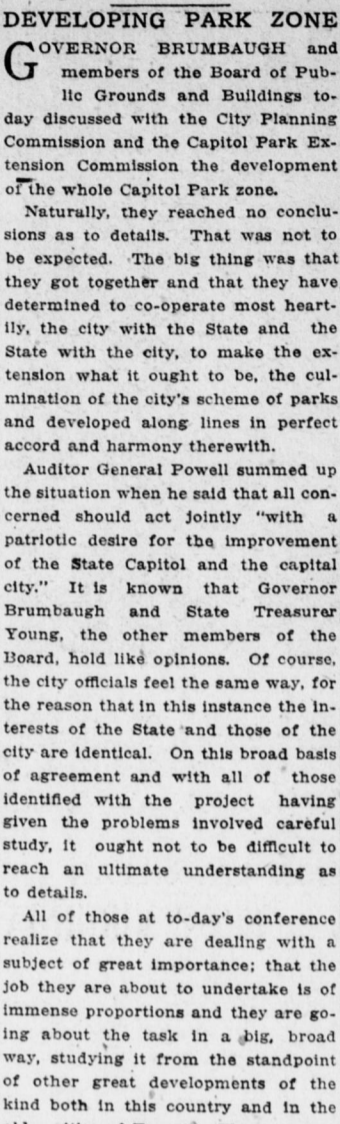 DEVELOPING PARK ZONE
GOVERNOR BRUMBAUGH and
members of the Board of Pub-
lic Grounds and Buildings to-
day discussed with the City Planning
Commission and the Capitol Park Ex-
tension Commission the development
of the whole Capitol Park zone.
Naturally, they reached no conclu-
sions as to details. That was not to
be expected. The big thing was that
they got together and that they have
determined to co-operate most heart-
ily, the city with the State and the
State with the city, to make the ex-
tension what it ought to be, the cul-
mination of the city's scheme of parks
and developed along lines in perfect
accord and harmony therewith.
Auditor General Powell summed up
the situation when he said that all con-
cerned should act jointly "with a
patriotic desire for the improvement
of the State Capitol and the capital
city." It is known that Governor
Brumbaugh and State Treasurer
Young, the other members of the
Board, hold like opinions. Of course,
the city officials feel the same way, for
the reason that in this instance the in-
terests of the State and those of the
city are identical. On this broad basis
of agreement and with all of those
identified with the project having
given the problems involved careful
study, it ought not to be difficult to
reach an ultimate understanding as
to details.
All of those at to-day's conference
realize that they are dealing with a
subject of great importance; that the
job they are about to undertake is of
immense proportions and they are go-
ing about the task in a big, broad
way, studying it from the standpoint
of other great developments of the
kind both in this country and in the